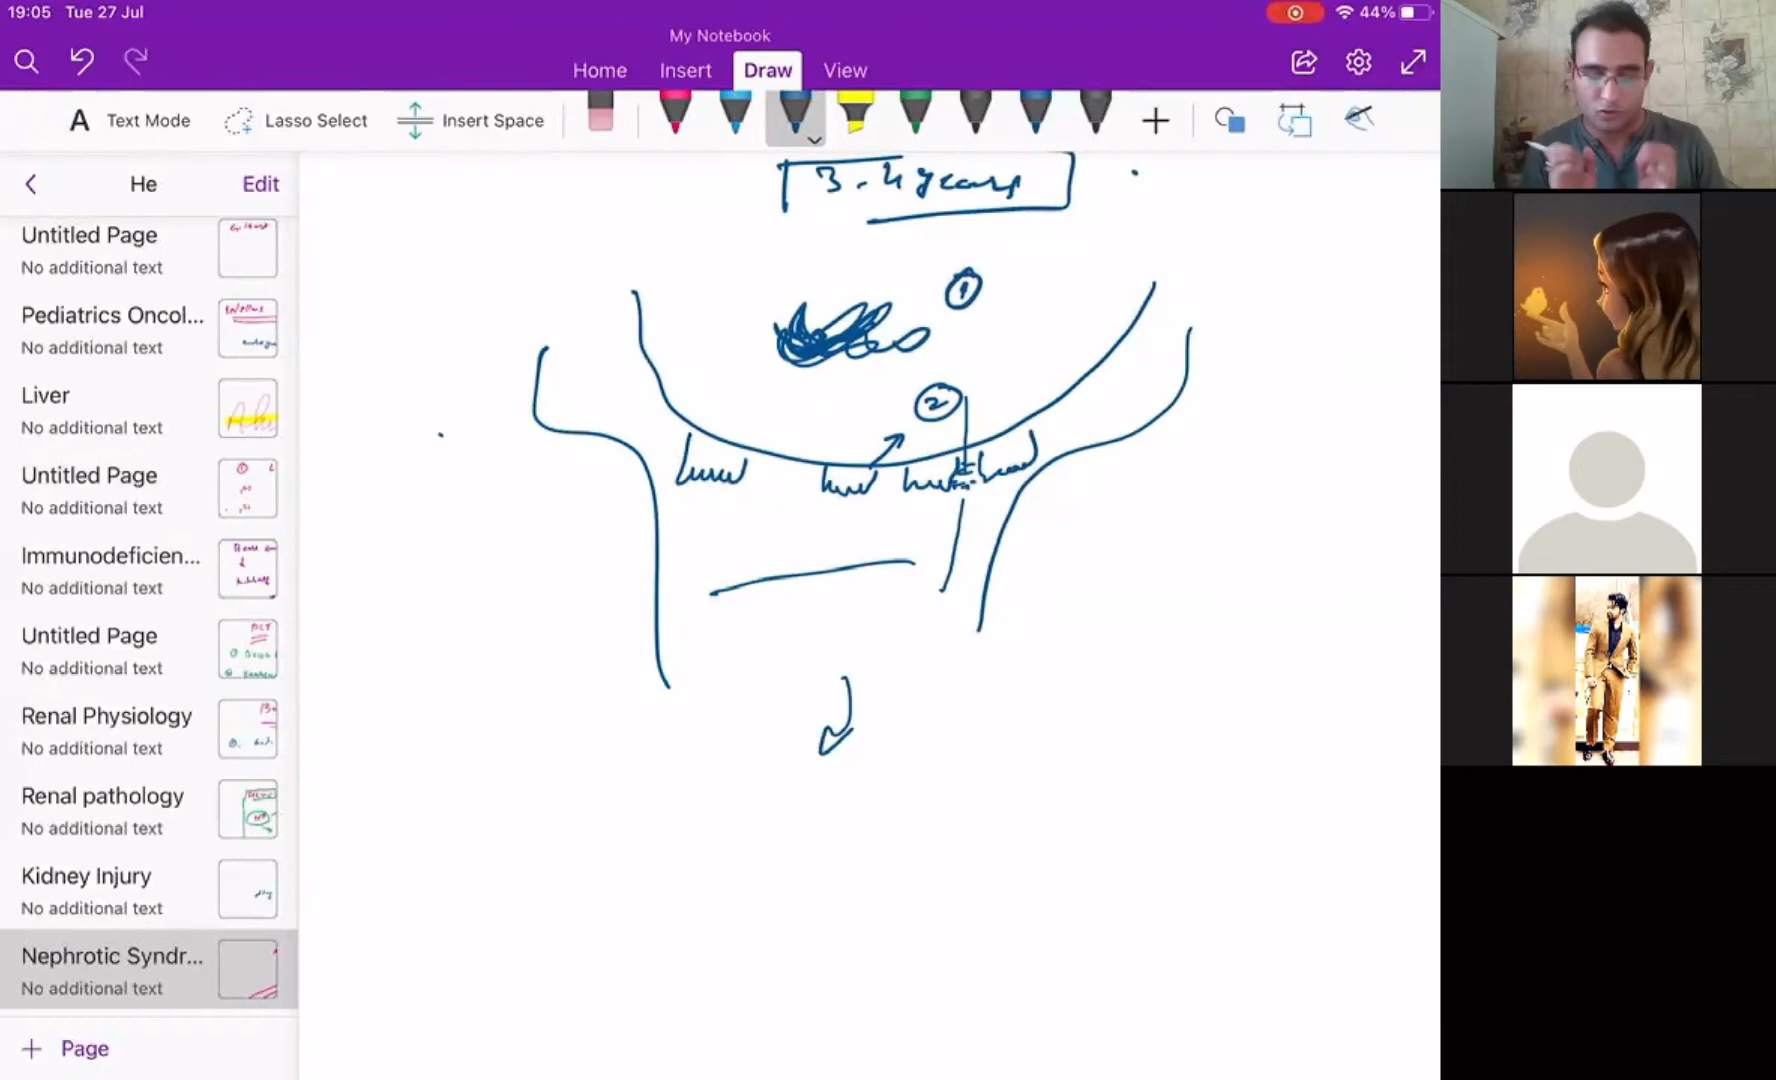 19:05 Tue 27 Jul
44%
My Notebook
Home Insert Draw View
A Text Mode Lasso Select Insert Space
He Edit
Untitled Page
No additional text
Pediatrics Oncol...
No additional text
Liver
No additional text
Untitled Page
No additional text
Immunodeficien...
No additional text
Untitled Page
No additional text
Renal Physiology
No additional text
Renal pathology
No additional text
Kidney Injury
No additional text
Nephrotic Syndr...
No additional text
+ Page
3-4 years
1
2